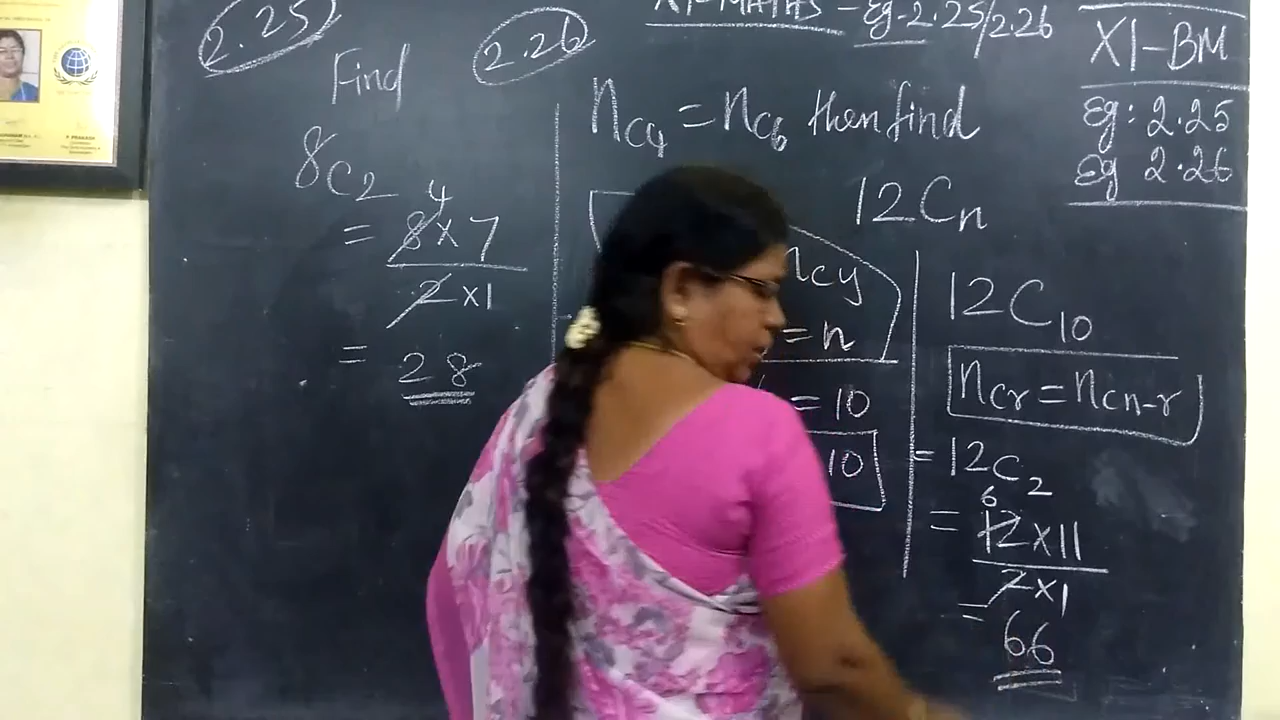 XI-MATHS - Eg-2.25/2.26
XI-BM
Eg: 2.25
Eg 2.26
2.25
Find
8C2
4
= 8x7
2x1
= 28
2.26
nC4 = nC6 then find
12Cn
nCy
= n
= 10
10
12C10
nCr = nCn-r
= 12C2
6
= 12x11
2x1
= 66